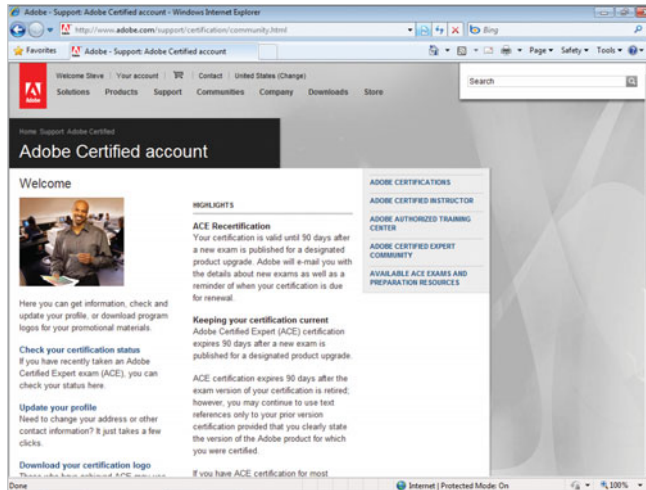 Adobe - Support: Adobe Certified account - Windows Internet Explorer
http://www.adobe.com/support/certification/community.html
Bing
Favorites
Adobe - Support: Adobe Certified account
Page
Safety
Tools
Welcome Steve
Your account
Contact
United States (Change)
Search
Adobe
Solutions
Products
Support
Communities
Company
Downloads
Store
Home Support Adobe Certified
Adobe Certified account
Welcome
Here you can get information, check and
update your profile, or download program
logos for your promotional materials.
Check your certification status
If you have recently taken an Adobe
Certified Expert exam (ACE), you can
check your status here.
Update your profile
Need to change your address or other
contact information? It just takes a few
clicks.
Download your certification logo
Those who have achieved ACE may use
HIGHLIGHTS
ACE Recertification
Your certification is valid until 90 days after
a new exam is published for a designated
product upgrade. Adobe will e-mail you with
the details about new exams as well as a
reminder of when your certification is due
for renewal.
Keeping your certification current
Adobe Certified Expert (ACE) certification
expires 90 days after a new exam is
published for a designated product upgrade.
ACE certification expires 90 days after the
exam version of your certification is retired;
however, you may continue to use text
references only to your prior version
certification provided that you clearly state
the version of the Adobe product for which
you were certified.
If you have ACE certification for most
ADOBE CERTIFICATIONS
ADOBE CERTIFIED INSTRUCTOR
ADOBE AUTHORIZED TRAINING
CENTER
ADOBE CERTIFIED EXPERT
COMMUNITY
AVAILABLE ACE EXAMS AND
PREPARATION RESOURCES
Done
Internet | Protected Mode: On
100%